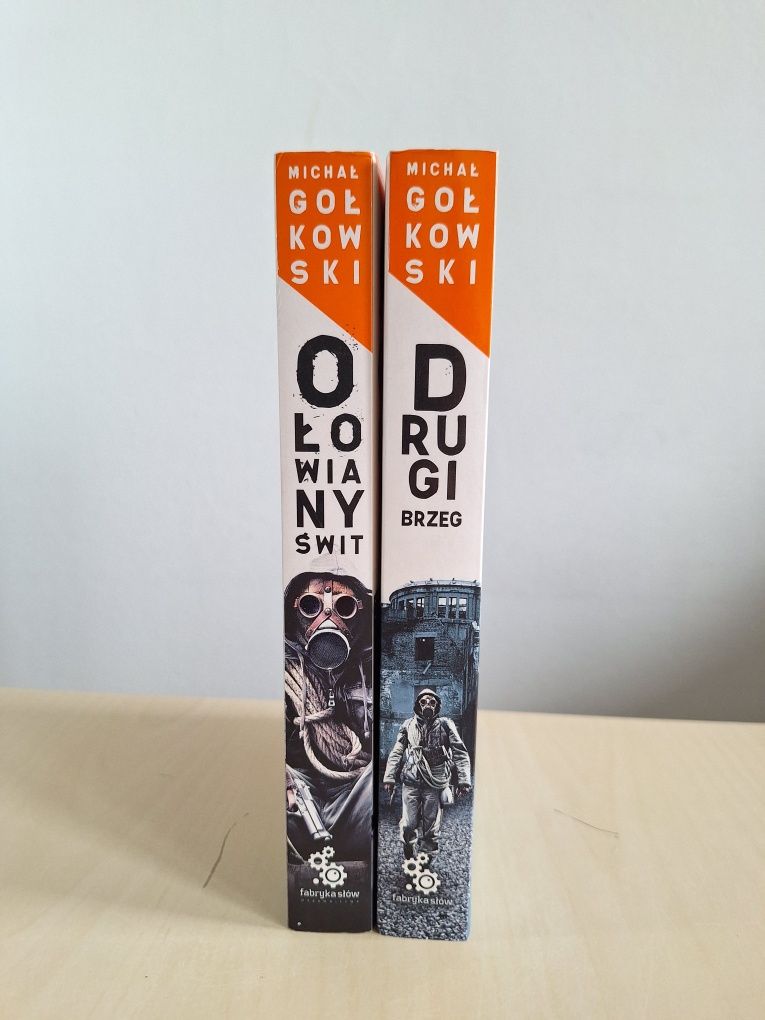 MICHAŁ
GOŁ
KOW
SKI
O
ŁO
WIA
NY
ŚWIT
fabryka słów
MICHAŁ
GOŁ
KOW
SKI
D
RU
GI
BRZEG
fabryka słów